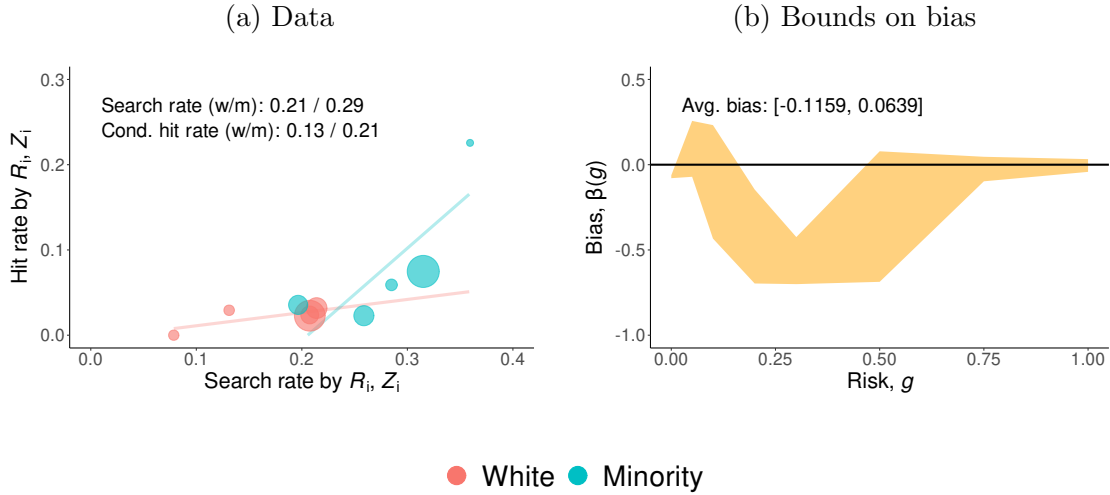 (a) Data
Hit rate by Rᵢ, Zᵢ
0.3
0.2
0.1
0.0
Search rate (w/m): 0.21 / 0.29
Cond. hit rate (w/m): 0.13 / 0.21
0.0 0.1 0.2 0.3 0.4
Search rate by Rᵢ, Zᵢ
(b) Bounds on bias
Bias, β(g)
0.5
0.0
-0.5
-1.0
Avg. bias: [-0.1159, 0.0639]
0.00 0.25 0.50 0.75 1.00
Risk, g
White Minority